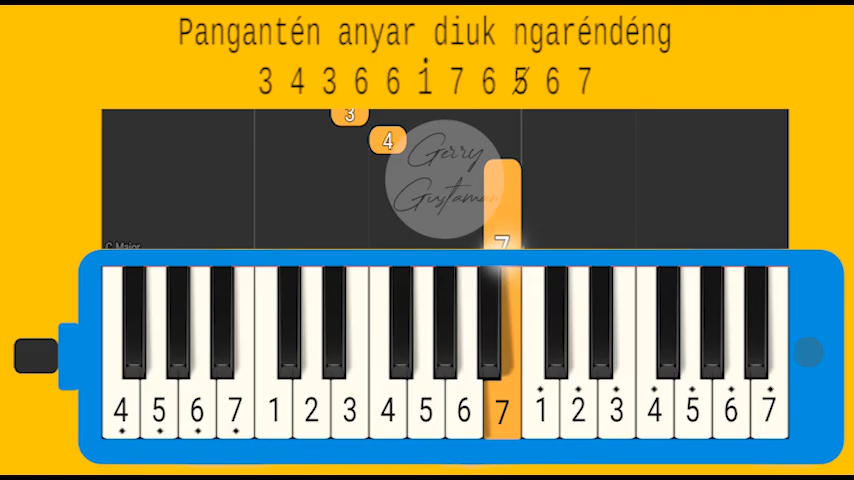 Pangantén anyar diuk ngaréndéng
3 4 3 6 6 1̇ 7 6 5̸ 6 7
3
4
Gerry
Gustaman
7
C Major
4̣ 5̣ 6̣ 7̣ 1 2 3 4 5 6 7 1̇ 2̇ 3̇ 4̇ 5̇ 6̇ 7̇